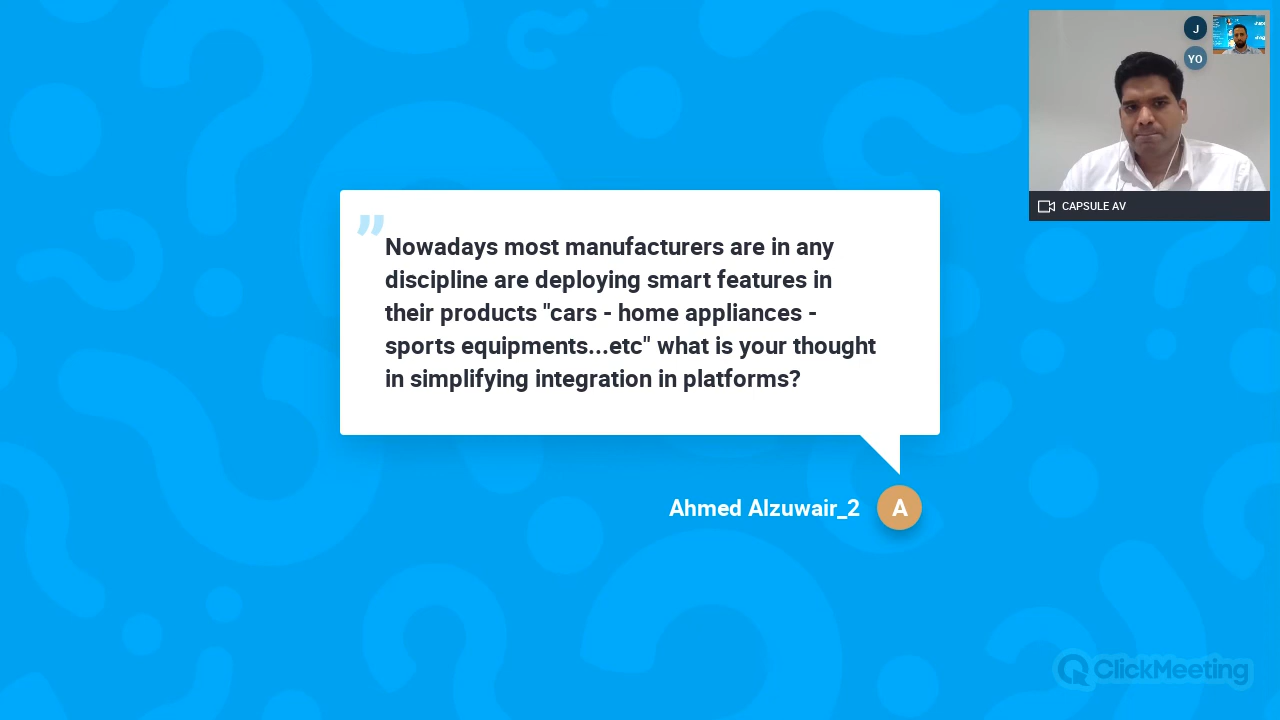 J
YO
CAPSULE AV
”
Nowadays most manufacturers are in any
discipline are deploying smart features in
their products "cars - home appliances -
sports equipments...etc" what is your thought
in simplifying integration in platforms?
Ahmed Alzuwair_2
A
ClickMeeting